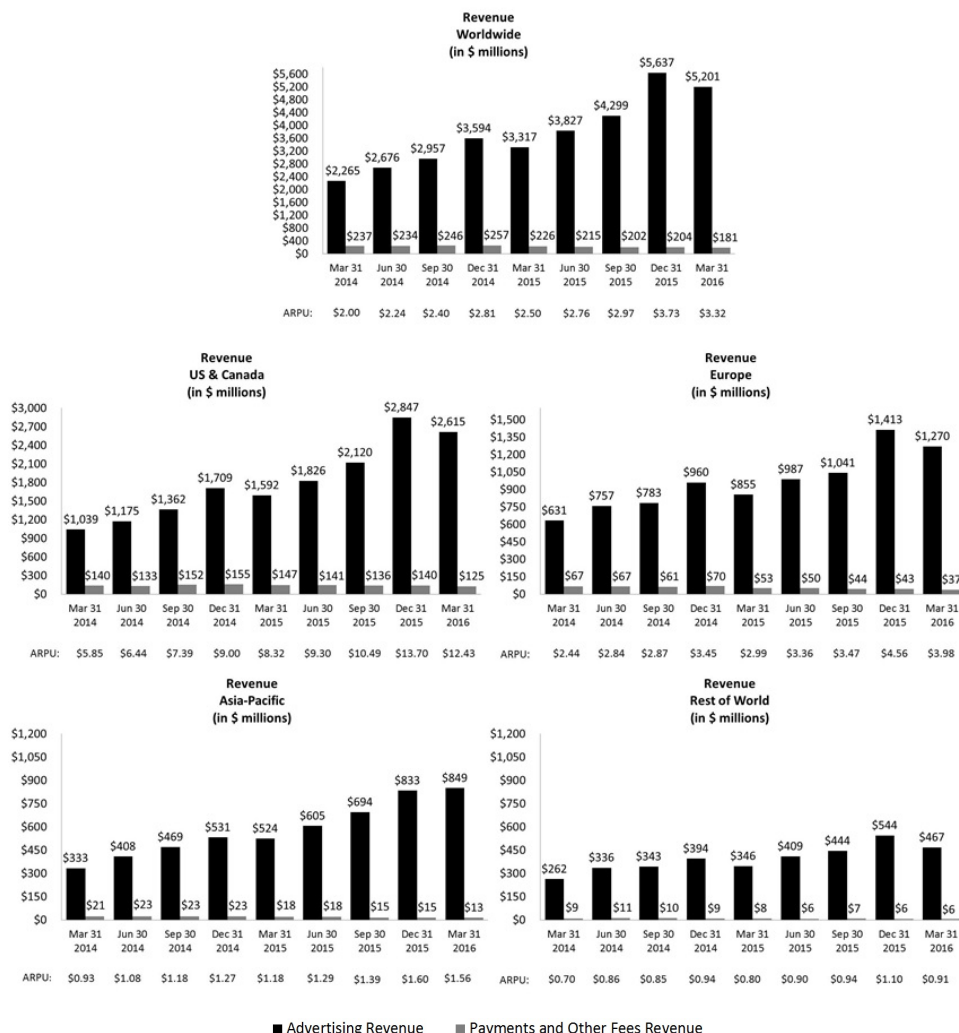 Revenue
Worldwide
(in $ millions)
$5,600
$5,200
$4,800
$4,400
$4,000
$3,600
$3,200
$2,800
$2,400
$2,000
$1,600
$1,200
$800
$400
$0
$2,265 $2,676 $2,957 $3,594 $3,317 $3,827 $4,299 $5,637 $5,201
$237 $234 $246 $257 $226 $215 $202 $204 $181
Mar 31 Jun 30 Sep 30 Dec 31 Mar 31 Jun 30 Sep 30 Dec 31 Mar 31
2014 2014 2014 2014 2015 2015 2015 2015 2016
ARPU: $2.00 $2.24 $2.40 $2.81 $2.50 $2.76 $2.97 $3.73 $3.32
Revenue
US & Canada
(in $ millions)
$3,000
$2,700
$2,400
$2,100
$1,800
$1,500
$1,200
$900
$600
$300
$0
$1,039 $1,175 $1,362 $1,709 $1,592 $1,826 $2,120 $2,847 $2,615
$140 $133 $152 $155 $147 $141 $136 $140 $125
Mar 31 Jun 30 Sep 30 Dec 31 Mar 31 Jun 30 Sep 30 Dec 31 Mar 31
2014 2014 2014 2014 2015 2015 2015 2015 2016
ARPU: $5.85 $6.44 $7.39 $9.00 $8.32 $9.30 $10.49 $13.70 $12.43
Revenue
Europe
(in $ millions)
$1,500
$1,350
$1,200
$1,050
$900
$750
$600
$450
$300
$150
$0
$631 $757 $783 $960 $855 $987 $1,041 $1,413 $1,270
$67 $67 $61 $70 $53 $50 $44 $43 $37
Mar 31 Jun 30 Sep 30 Dec 31 Mar 31 Jun 30 Sep 30 Dec 31 Mar 31
2014 2014 2014 2014 2015 2015 2015 2015 2016
$2.44 $2.84 $2.87 $3.45 $2.99 $3.36 $3.47 $4.56 $3.98
Revenue
Asia-Pacific
(in $ millions)
$1,200
$1,050
$900
$750
$600
$450
$300
$150
$0
$333 $408 $469 $531 $524 $605 $694 $833 $849
$21 $23 $23 $23 $18 $18 $15 $15 $13
Mar 31 Jun 30 Sep 30 Dec 31 Mar 31 Jun 30 Sep 30 Dec 31 Mar 31
2014 2014 2014 2014 2015 2015 2015 2015 2016
ARPU: $0.93 $1.08 $1.18 $1.27 $1.18 $1.29 $1.39 $1.60 $1.56
Revenue
Rest of World
(in $ millions)
$1,200
$1,050
$900
$750
$600
$450
$300
$150
$0
$262 $336 $343 $394 $346 $409 $444 $544 $467
$9 $11 $10 $9 $8 $6 $7 $6 $6
Mar 31 Jun 30 Sep 30 Dec 31 Mar 31 Jun 30 Sep 30 Dec 31 Mar 31
2014 2014 2014 2014 2015 2015 2015 2015 2016
ARPU: $0.70 $0.86 $0.85 $0.94 $0.80 $0.90 $0.94 $1.10 $0.91
Advertising Revenue Payments and Other Fees Revenue